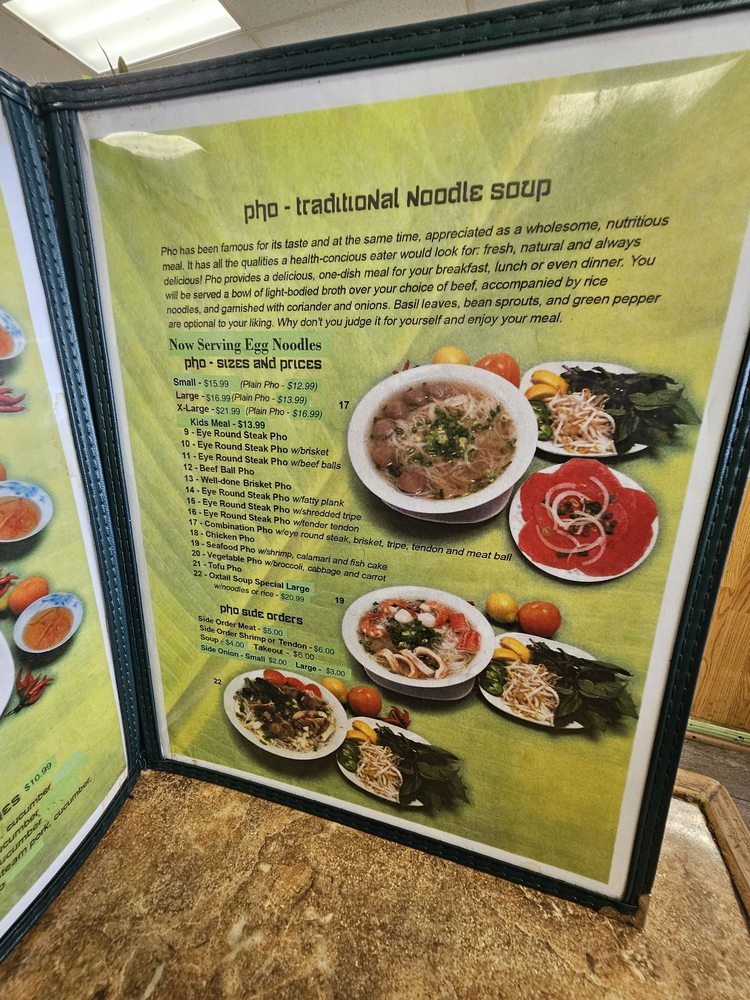 pho - traditional Noodle soup
Pho has been famous for its taste and at the same time, appreciated as a wholesome, nutritious
meal. It has all the qualities a health-concious eater would look for: fresh, natural and always
delicious! Pho provides a delicious, one-dish meal for your breakfast, lunch or even dinner. You
will be served a bowl of light-bodied broth over your choice of beef, accompanied by rice
noodles, and garnished with coriander and onions. Basil leaves, bean sprouts, and green pepper
are optional to your liking. Why don't you judge it for yourself and enjoy your meal.
Now Serving Egg Noodles
pho - sizes and prices
Small - $15.99 (Plain Pho - $12.99)
Large - $16.99 (Plain Pho - $13.99)
X-Large - $21.99 (Plain Pho - $16.99)
Kids Meal - $13.99
9 - Eye Round Steak Pho
10 - Eye Round Steak Pho w/brisket
11 - Eye Round Steak Pho w/beef balls
12 - Beef Ball Pho
13 - Well-done Brisket Pho
14 - Eye Round Steak Pho w/fatty plank
15 - Eye Round Steak Pho w/shredded tripe
16 - Eye Round Steak Pho w/tender tendon
17 - Combination Pho w/eye round steak, brisket, tripe, tendon and meat ball
18 - Chicken Pho
19 - Seafood Pho w/shrimp, calamari and fish cake
20 - Vegetable Pho w/broccoli, cabbage and carrot
21 - Tofu Pho
22 - Oxtail Soup Special Large
w/noodles or rice - $20.99
pho side orders
Side Order Meat - $5.00
Side Order Shrimp or Tendon - $6.00
Soup - $4.00 Takeout - $6.00
Side Onion - Small $2.00 Large - $3.00
17
19
22
$10.99
cucumber
cucumber,
cucumber
steam pork, cucumber.